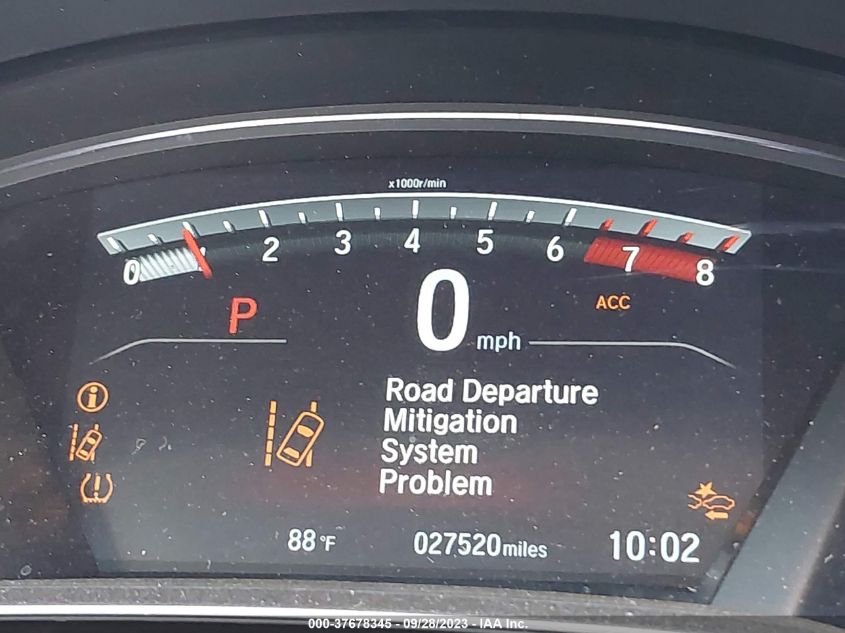 x1000r/min
0 2 3 4 5 6 7 8
P 0 mph ACC
Road Departure
Mitigation
System
Problem
88°F 027520 miles 10:02
000-37678345 - 09/28/2023 - IAA Inc.